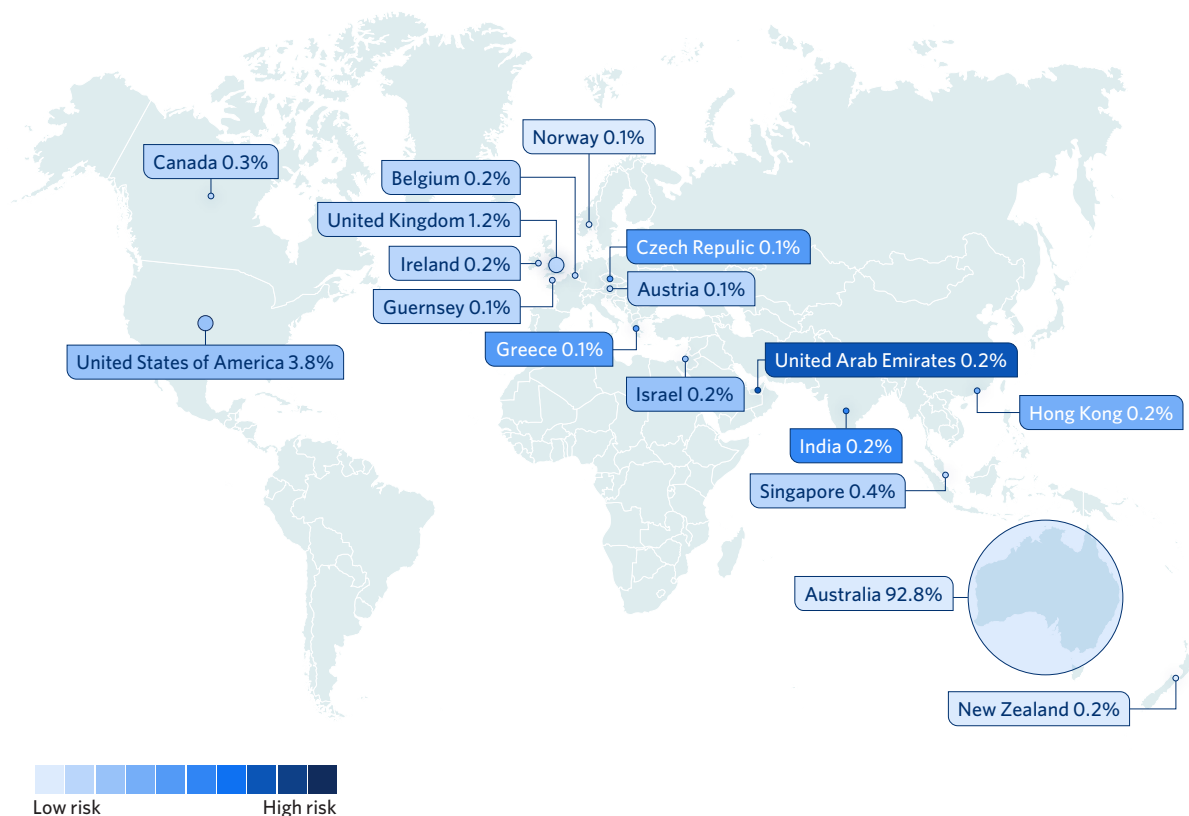 Norway 0.1%
Canada 0.3%
Belgium 0.2%
United Kingdom 1.2%
Czech Repulic 0.1%
Ireland 0.2%
Austria 0.1%
Guernsey 0.1%
Greece 0.1%
United States of America 3.8%
United Arab Emirates 0.2%
Israel 0.2%
Hong Kong 0.2%
India 0.2%
Singapore 0.4%
Australia 92.8%
New Zealand 0.2%
Low risk
High risk